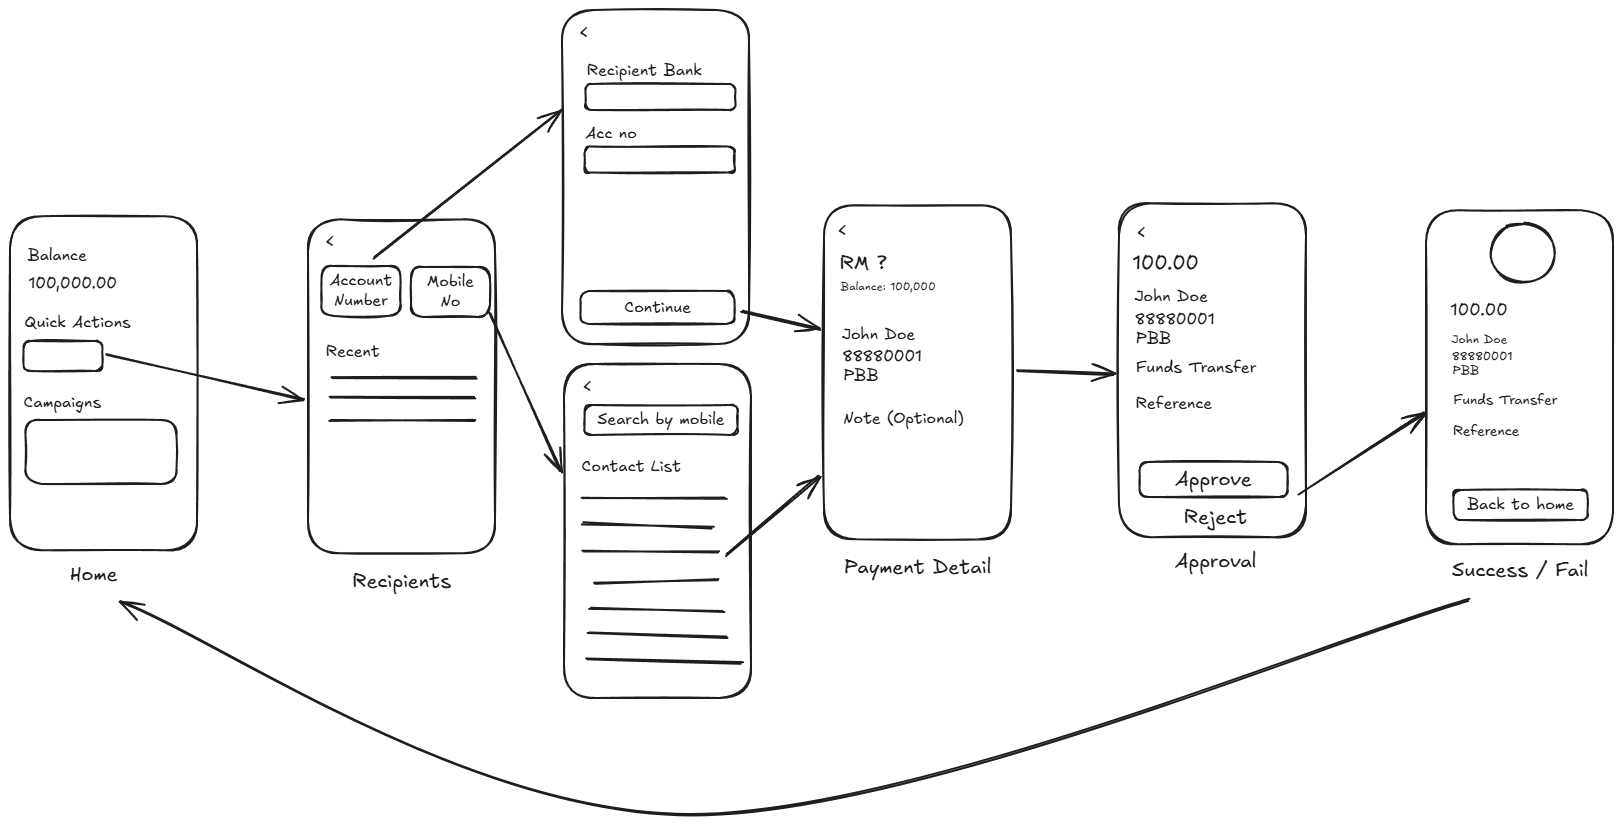 Balance
100,000.00
Quick Actions
Campaigns
Home
<
Account
Number
Mobile
No
Recent
Recipients
<
Recipient Bank
Acc no
Continue
<
Search by mobile
Contact List
<
RM ?
Balance: 100,000
John Doe
88880001
PBB
Note (Optional)
Payment Detail
<
100.00
John Doe
88880001
PBB
Funds Transfer
Reference
Approve
Reject
Approval
100.00
John Doe
88880001
PBB
Funds Transfer
Reference
Back to home
Success / Fail